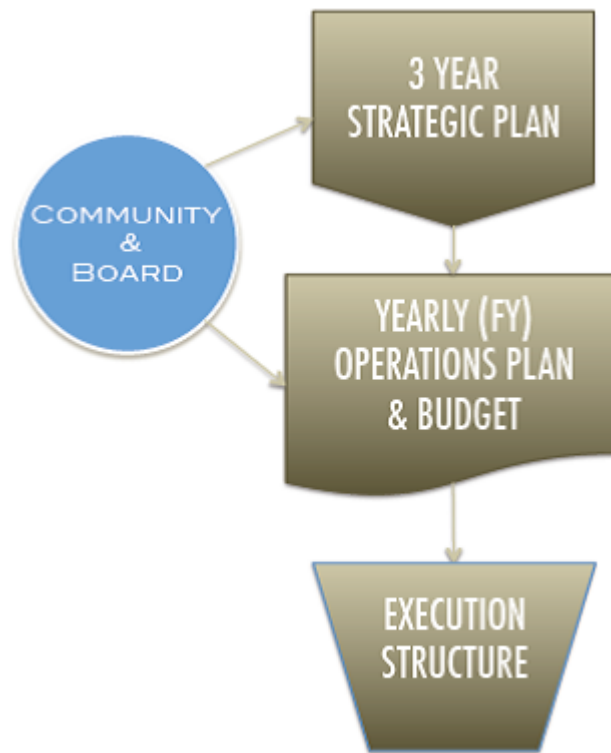 3 YEAR
STRATEGIC PLAN
COMMUNITY
&
BOARD
YEARLY (FY)
OPERATIONS PLAN
& BUDGET
EXECUTION
STRUCTURE